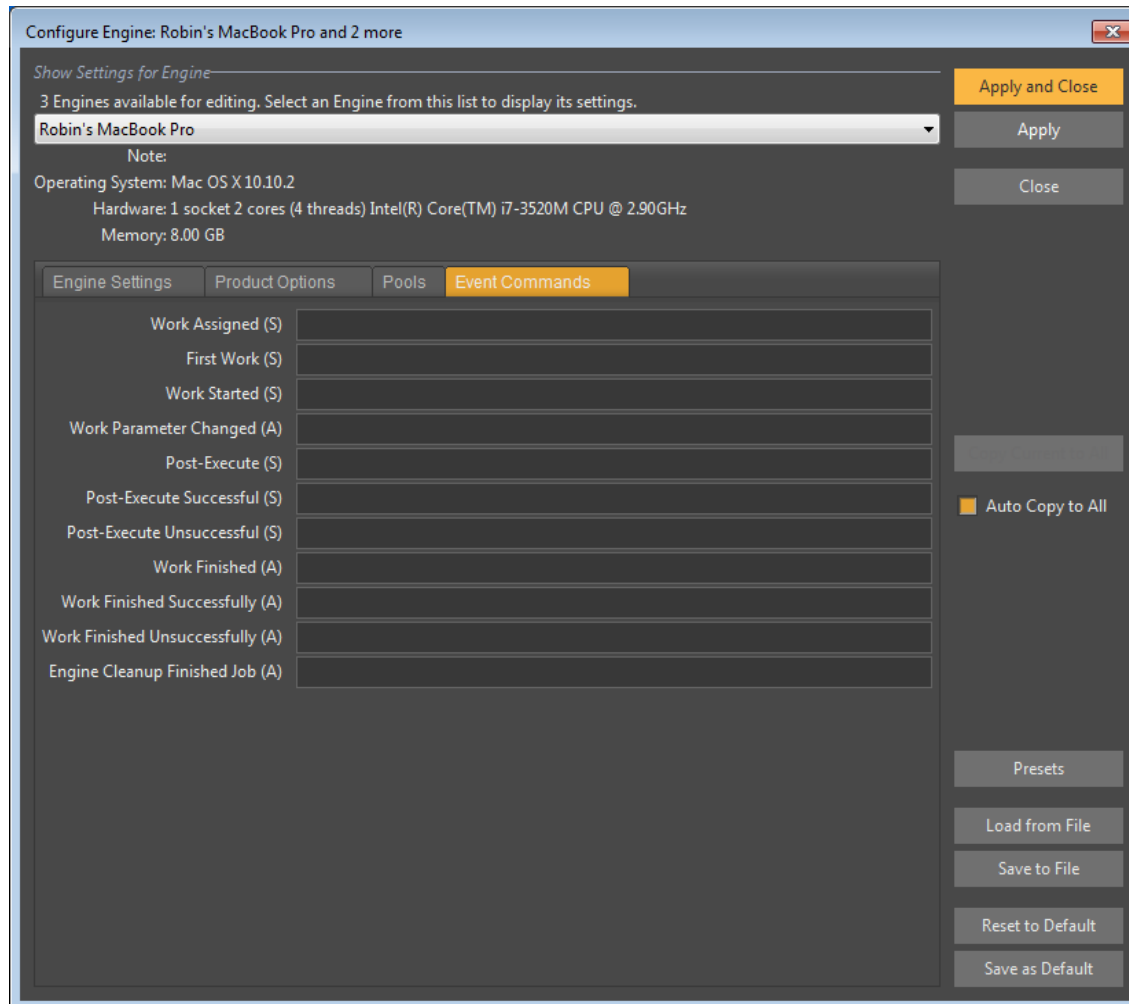 Configure Engine: Robin's MacBook Pro and 2 more
Show Settings for Engine
3 Engines available for editing. Select an Engine from this list to display its settings.
Robin's MacBook Pro
Note:
Operating System: Mac OS X 10.10.2
Hardware: 1 socket 2 cores (4 threads) Intel(R) Core(TM) i7-3520M CPU @ 2.90GHz
Memory: 8.00 GB
Apply and Close
Apply
Close
Engine Settings Product Options Pools Event Commands
Work Assigned (S)
First Work (S)
Work Started (S)
Work Parameter Changed (A)
Post-Execute (S)
Post-Execute Successful (S)
Post-Execute Unsuccessful (S)
Work Finished (A)
Work Finished Successfully (A)
Work Finished Unsuccessfully (A)
Engine Cleanup Finished Job (A)
Auto Copy to All
Presets
Load from File
Save to File
Reset to Default
Save as Default